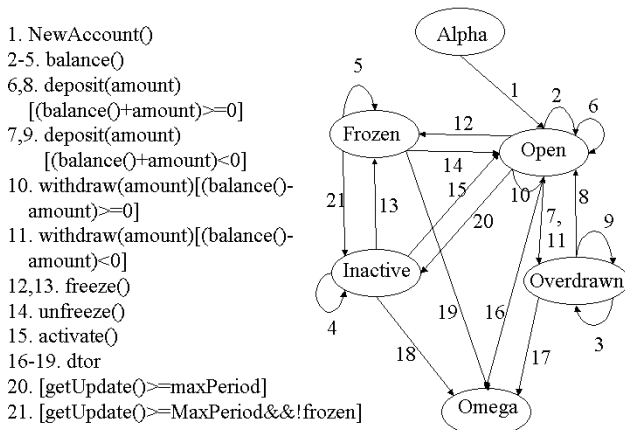 1. NewAccount()
2-5. balance()
6,8. deposit(amount)
[(balance()+amount)>=0]
7,9. deposit(amount)
[(balance()+amount)<0]
10. withdraw(amount)[(balance()-
amount)>=0]
11. withdraw(amount)[(balance()-
amount)<0]
12,13. freeze()
14. unfreeze()
15. activate()
16-19. dtor
20. [getUpdate()>=maxPeriod]
21. [getUpdate()>=MaxPeriod&&!frozen]
Alpha
1
5
2
6
Frozen
12
Open
14
15
10
8
21
13
20
7,
11
9
Inactive
Overdrawn
4
19
16
3
18
17
Omega